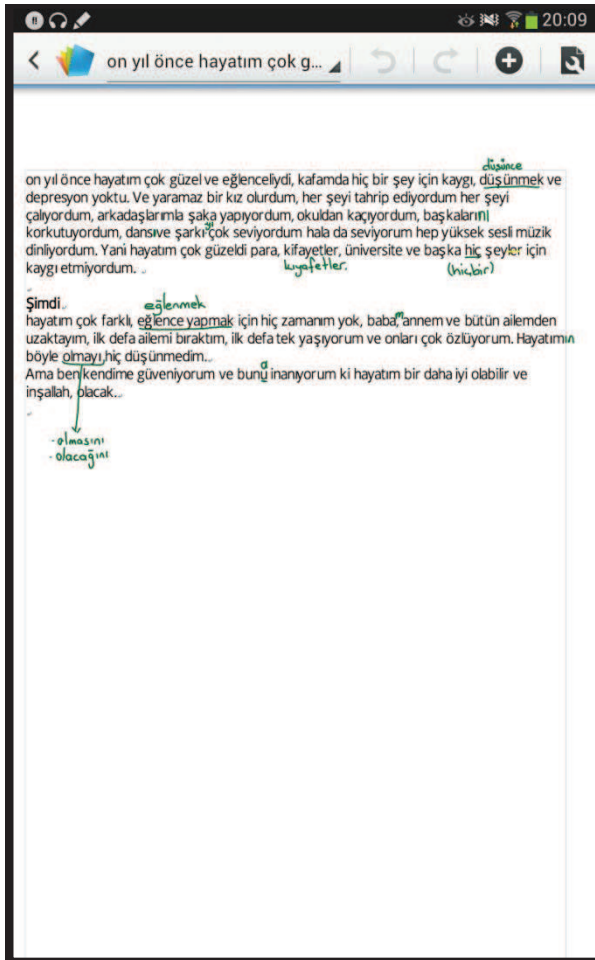 20:09
on yıl önce hayatım çok g...
düşünce
on yıl önce hayatım çok güzel ve eğlenceliydi, kafamda hiç bir şey için kaygı, düşünmek ve
depresyon yoktu. Ve yaramaz bir kız olurdum, her şeyi tahrip ediyordum her şeyi
çalıyordum, arkadaşlarımla şaka yapıyordum, okuldan kaçıyordum, başkalarını
korkutuyordum, dansı ve şarkıyı çok seviyordum hala da seviyorum hep yüksek sesli müzik
dinliyordum. Yani hayatım çok güzeldi para, kifayetler, üniversite ve başka hiç şeyler için
kaygı etmiyordum.
kıyafetler.
(hiçbir)
Şimdi
eğlenmek
hayatım çok farklı, eğlence yapmak için hiç zamanım yok, babam, annem ve bütün ailemden
uzaktayım, ilk defa ailemi bıraktım, ilk defa tek yaşıyorum ve onları çok özlüyorum. Hayatımın
böyle olmayı hiç düşünmedim..
a
Ama ben kendime güveniyorum ve bunu inanıyorum ki hayatım bir daha iyi olabilir ve
inşallah, olacak..
- olmasını
- olacağını